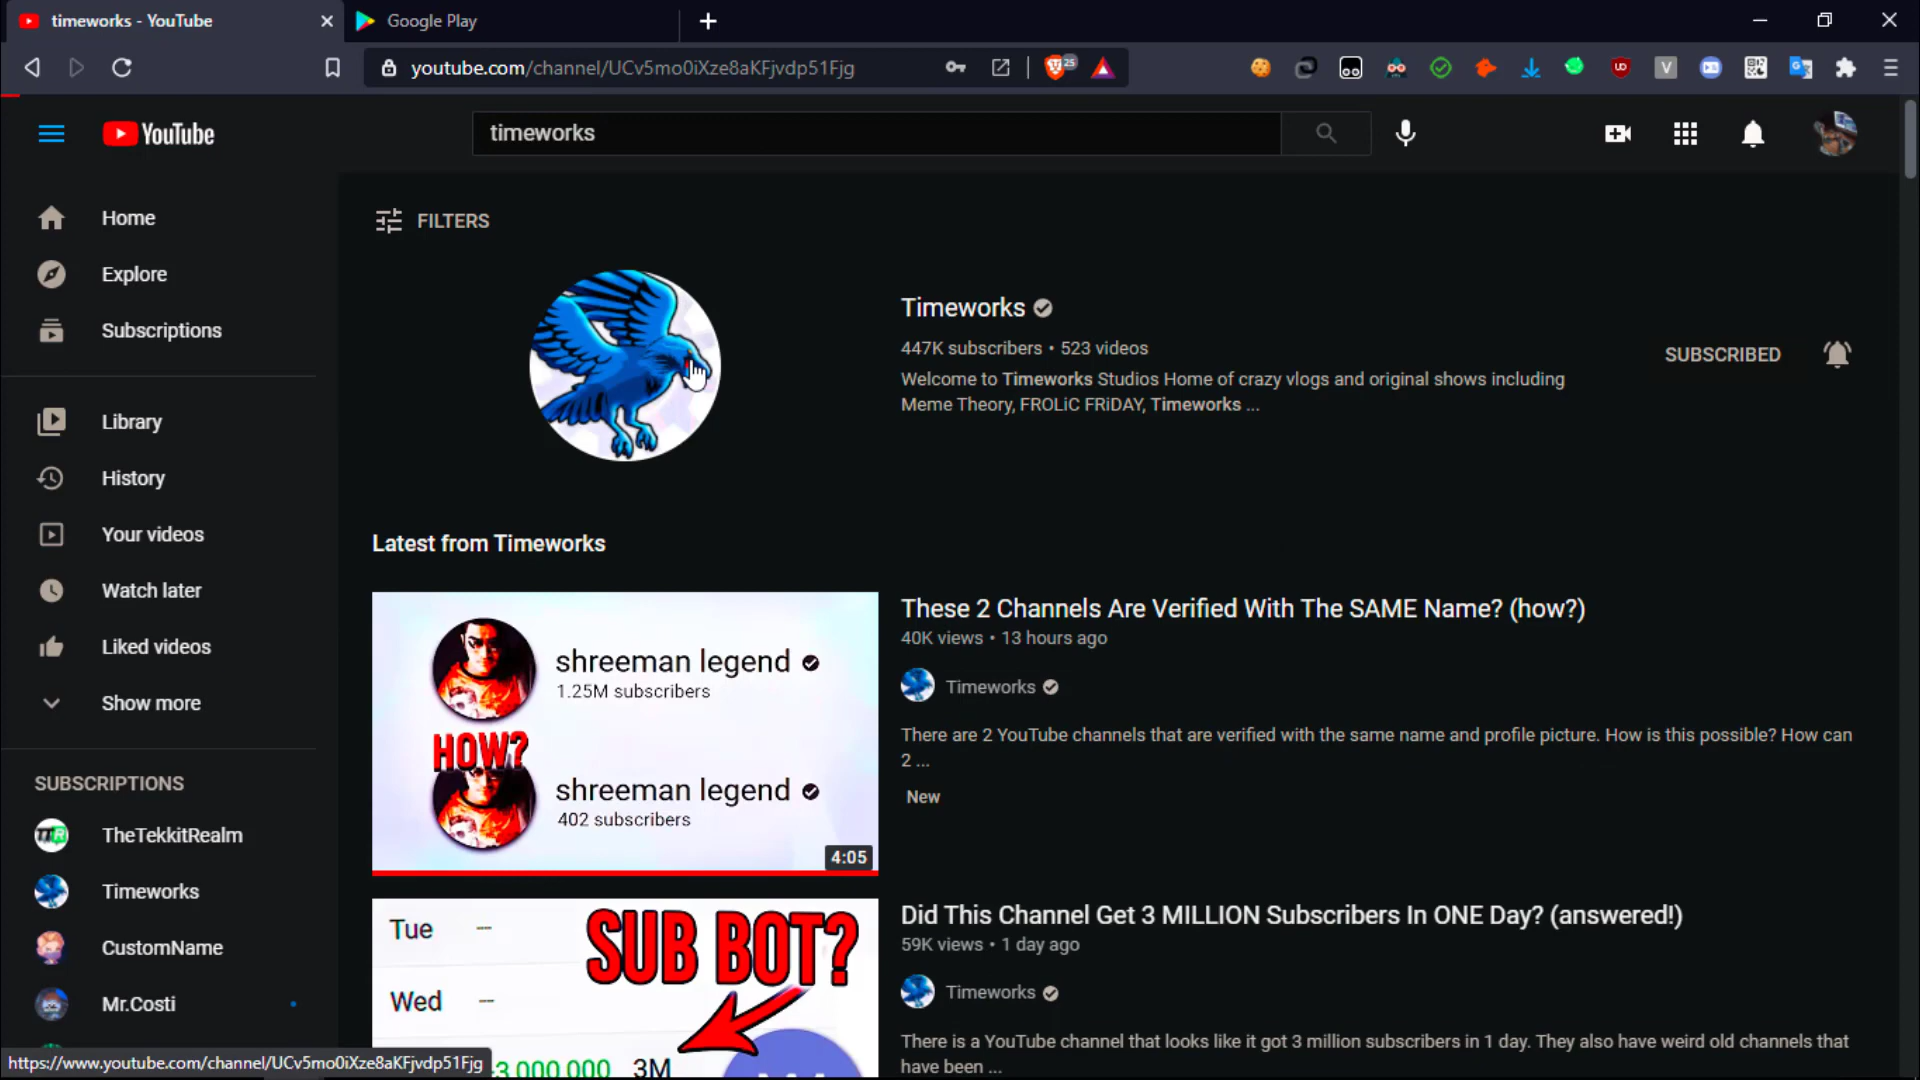 timeworks - YouTube
Google Play
youtube.com/channel/UCv5mo0iXze8aKFjvdp51Fjg
25
UD
V
YouTube
timeworks
Home
Explore
Subscriptions
Library
History
Your videos
Watch later
Liked videos
Show more
SUBSCRIPTIONS
TheTekkitRealm
Timeworks
CustomName
Mr.Costi
https://www.youtube.com/channel/UCv5mo0iXze8aKFjvdp51Fjg
FILTERS
Timeworks
447K subscribers • 523 videos
Welcome to Timeworks Studios Home of crazy vlogs and original shows including
Meme Theory, FROLiC FRiDAY, Timeworks ...
SUBSCRIBED
Latest from Timeworks
shreeman legend
1.25M subscribers
HOW?
shreeman legend
402 subscribers
4:05
These 2 Channels Are Verified With The SAME Name? (how?)
40K views • 13 hours ago
Timeworks
There are 2 YouTube channels that are verified with the same name and profile picture. How is this possible? How can
2 ...
New
Tue --
SUB BOT?
Wed --
3,000,000 3M
Did This Channel Get 3 MILLION Subscribers In ONE Day? (answered!)
59K views • 1 day ago
Timeworks
There is a YouTube channel that looks like it got 3 million subscribers in 1 day. They also have weird old channels that
have been ...